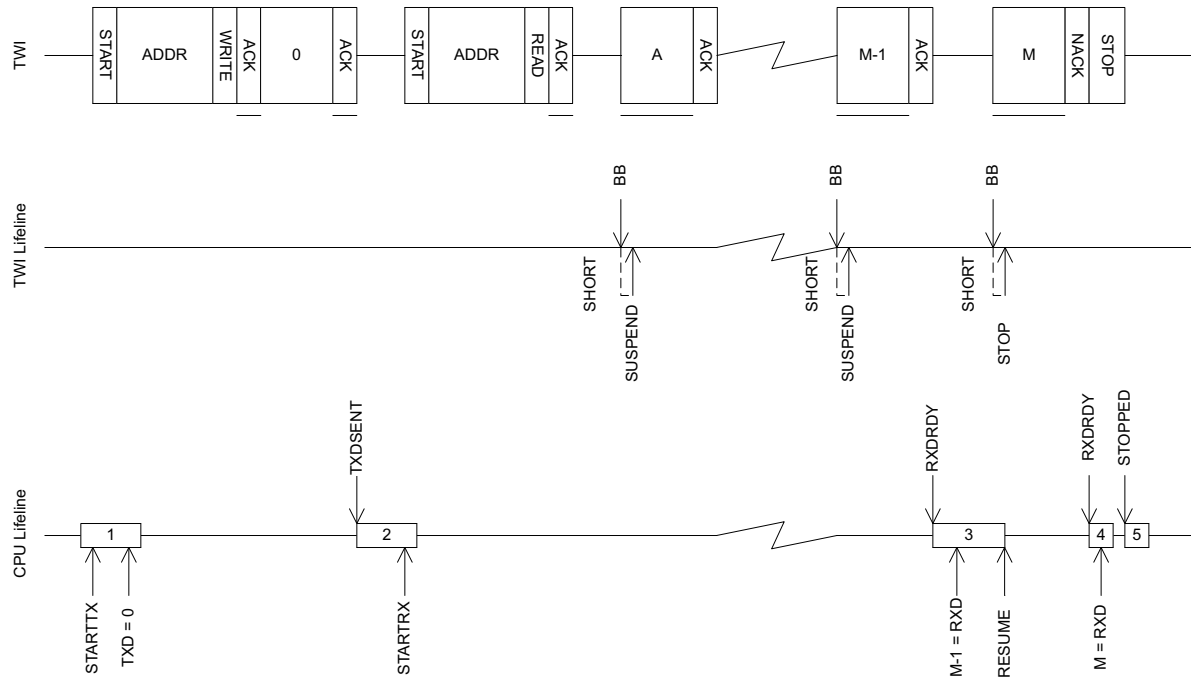 TWI
START
ADDR
WRITE
ACK
0
ACK
START
ADDR
READ
ACK
A
ACK
M-1
ACK
M
NACK
STOP
TWI Lifeline
BB
SHORT
SUSPEND
BB
SHORT
SUSPEND
BB
SHORT
STOP
CPU Lifeline
1
STARTTX
TXD = 0
TXDSENT
2
STARTRX
RXDRDY
3
M-1 = RXD
RESUME
RXDRDY
4
M = RXD
STOPPED
5